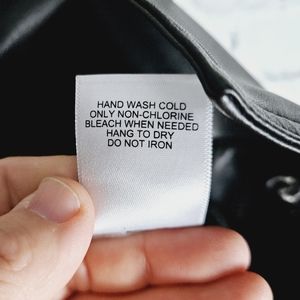 HAND WASH COLD
ONLY NON-CHLORINE
BLEACH WHEN NEEDED
HANG TO DRY
DO NOT IRON